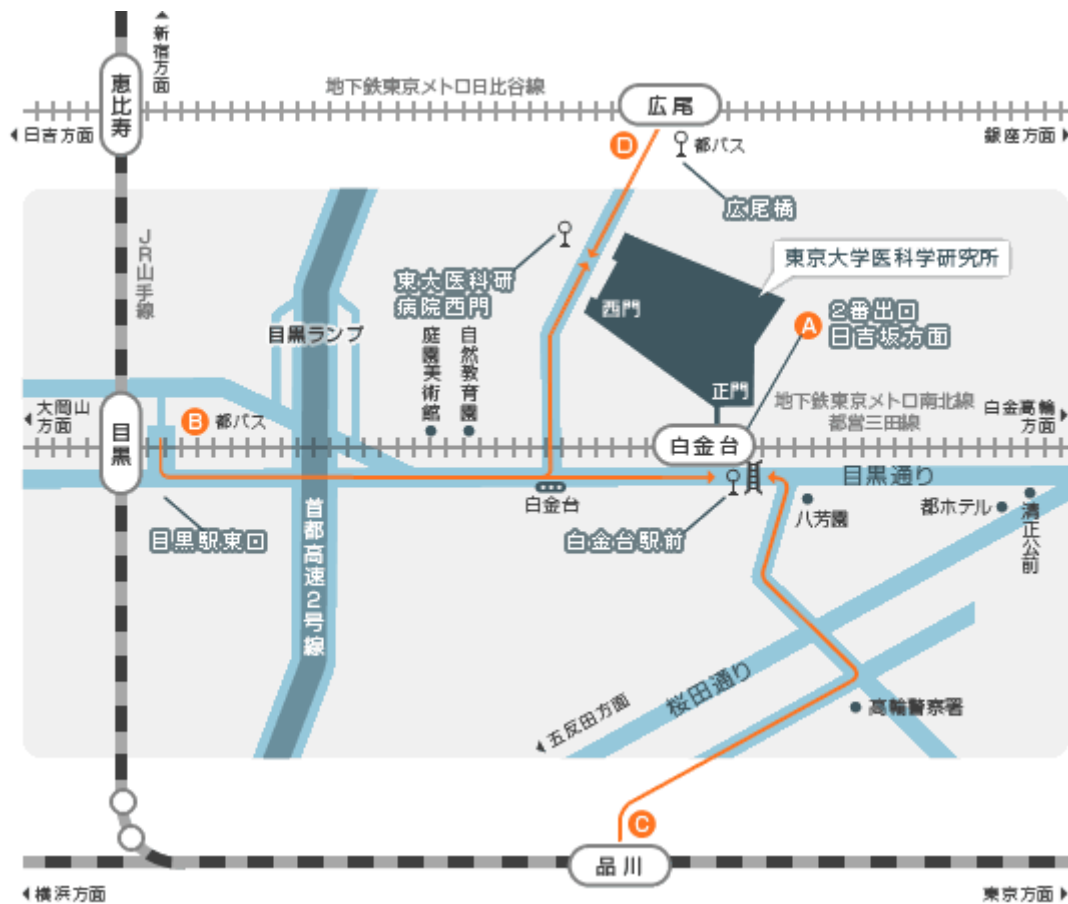 新宿方面
恵比寿
地下鉄東京メトロ日比谷線
広尾
日吉方面
銀座方面
D
都バス
広尾橋
JR山手線
東京大学医科学研究所
東大医科研
病院西門
西門
A
2番出口
日吉坂方面
目黒ランプ
庭園美術館
自然教育園
正門
地下鉄東京メトロ南北線
都営三田線
大岡山
方面
白金高輪
方面
目黒
B
都バス
白金台
目黒通り
白金台
八芳園
都ホテル
清正公前
目黒駅東口
白金台駅前
首都高速2号線
桜田通り
五反田方面
高輪警察署
C
品川
横浜方面
東京方面